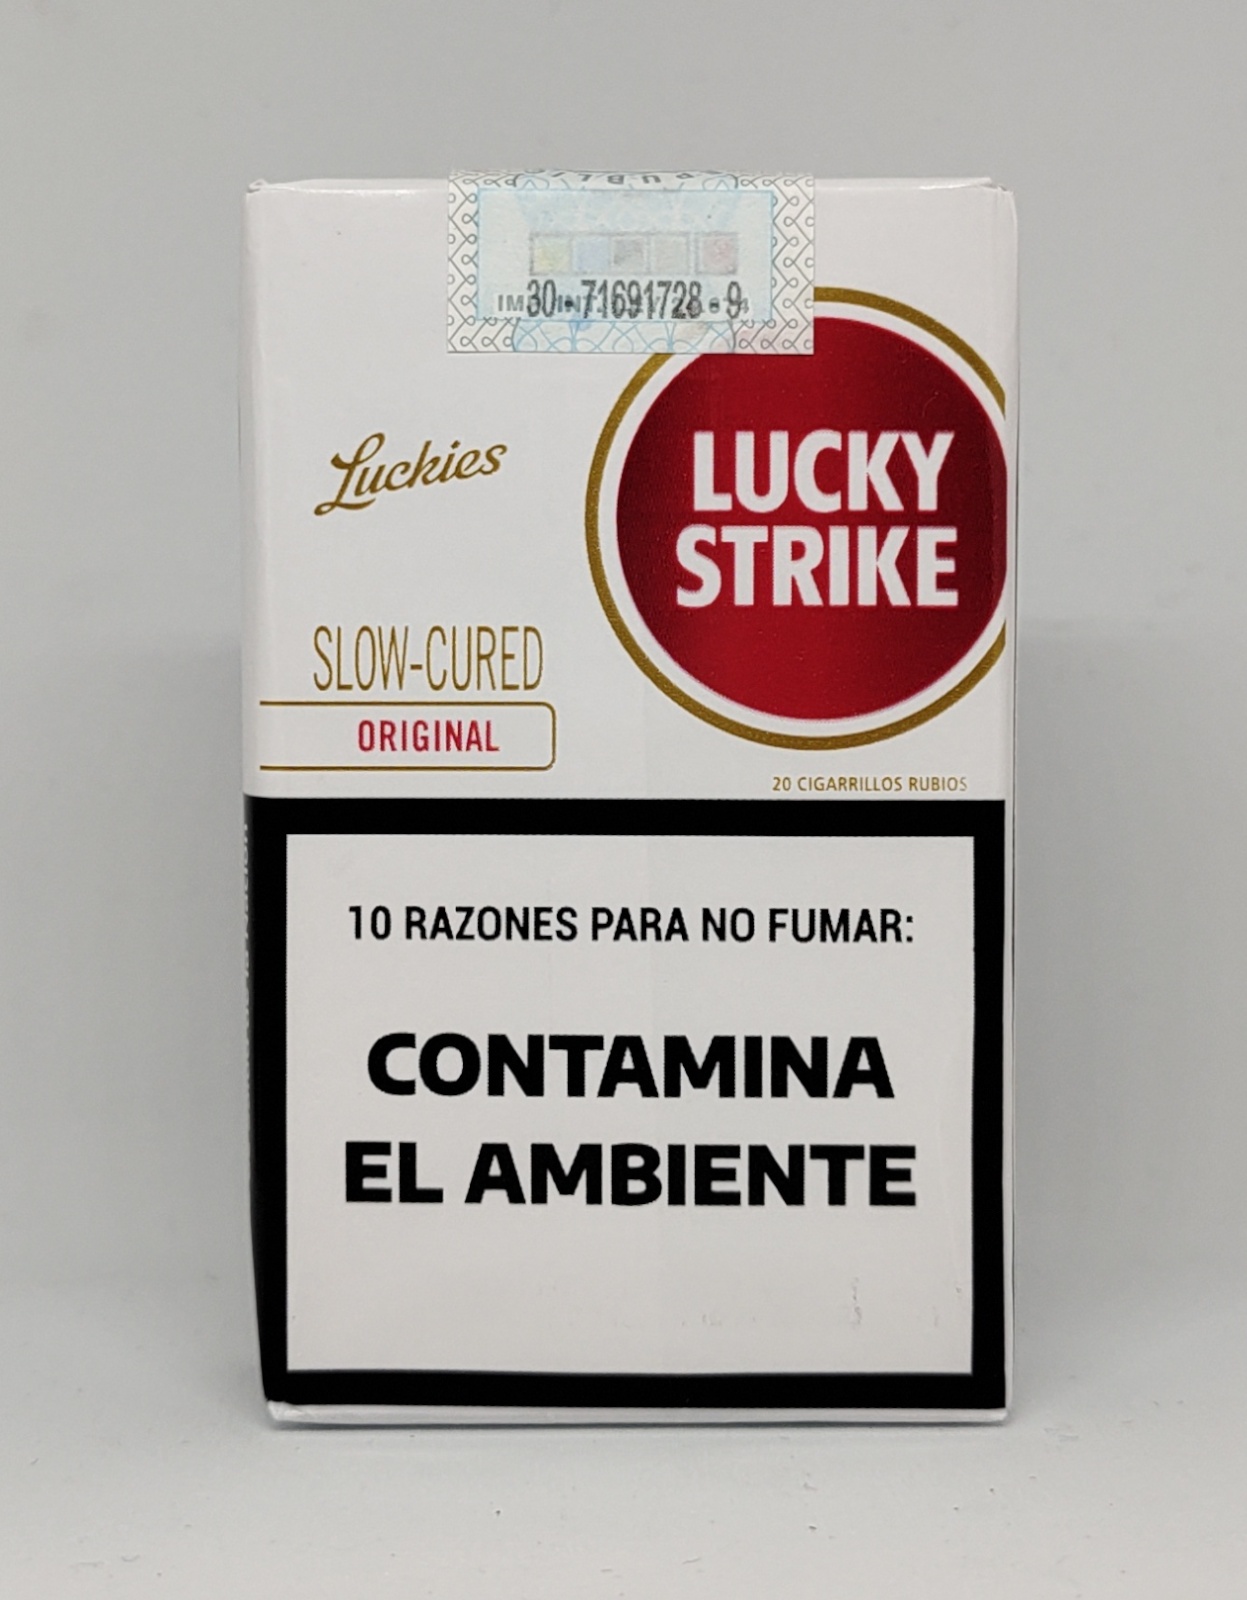 30-71691728-9
Luckies
LUCKY
STRIKE
SLOW-CURED
ORIGINAL
20 CIGARRILLOS RUBIOS
10 RAZONES PARA NO FUMAR:
CONTAMINA
EL AMBIENTE